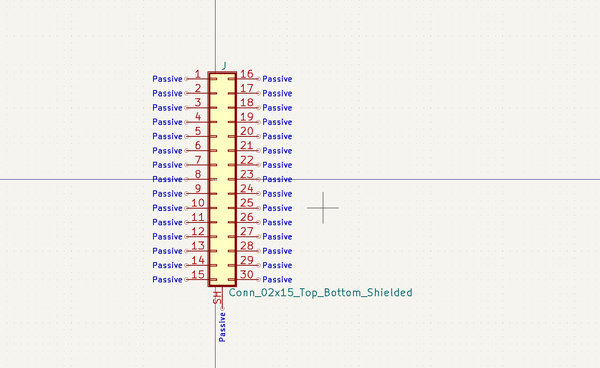 J
Passive 1 16 Passive
Passive 2 17 Passive
Passive 3 18 Passive
Passive 4 19 Passive
Passive 5 20 Passive
Passive 6 21 Passive
Passive 7 22 Passive
Passive 8 23 Passive
Passive 9 24 Passive
Passive 10 25 Passive
Passive 11 26 Passive
Passive 12 27 Passive
Passive 13 28 Passive
Passive 14 29 Passive
Passive 15 30 Passive
Conn_02x15_Top_Bottom_Shielded
SH
Passive